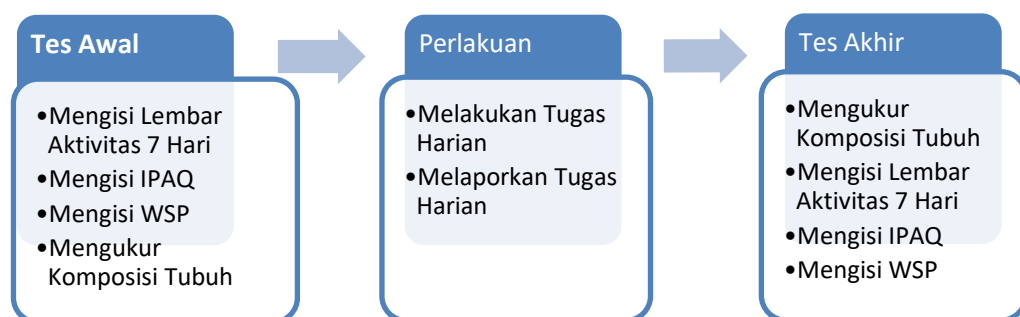 Tes Awal
•Mengisi Lembar
Aktivitas 7 Hari
•Mengisi IPAQ
•Mengisi WSP
•Mengukur
Komposisi Tubuh
Perlakuan
•Melakukan Tugas
Harian
•Melaporkan Tugas
Harian
Tes Akhir
•Mengukur
Komposisi Tubuh
•Mengisi Lembar
Aktivitas 7 Hari
•Mengisi IPAQ
•Mengisi WSP